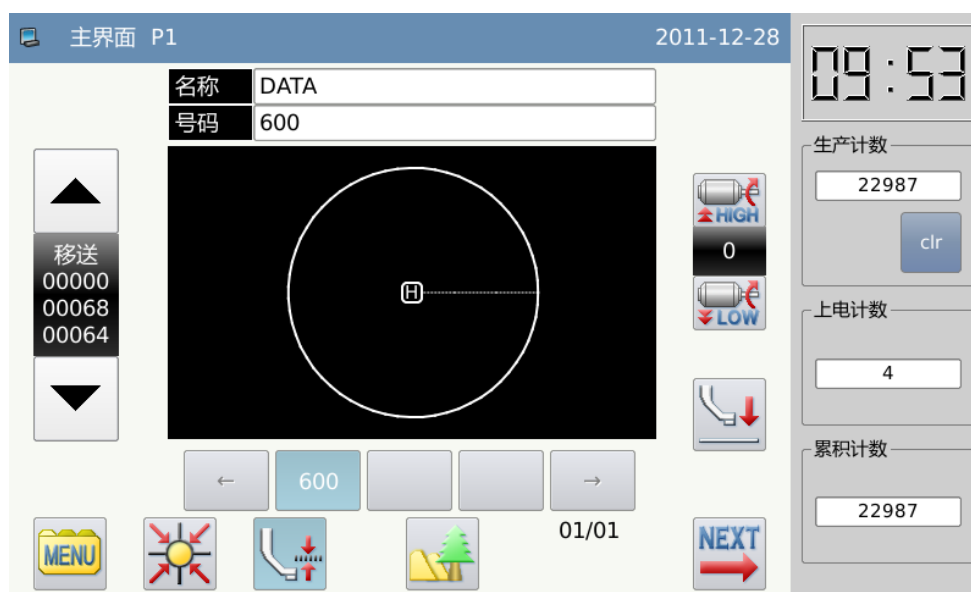 主界面 P1
2011-12-28
名称 DATA
号码 600
移送
00000
00068
00064
H
HIGH
0
LOW
← 600 →
01/01
MENU
NEXT
09:53
生产计数
22987
clr
上电计数
4
累积计数
22987